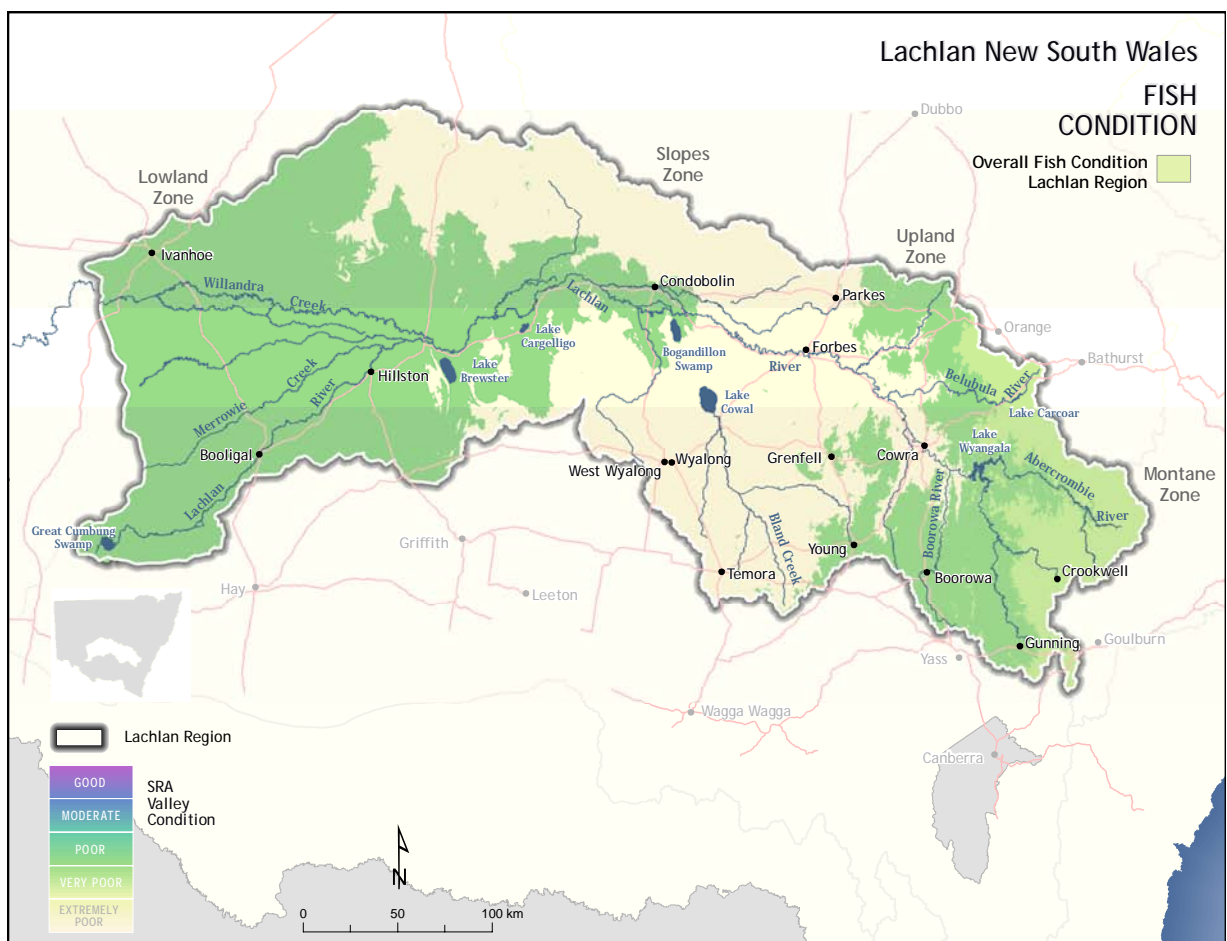 Lachlan New South Wales
FISH
CONDITION
Overall Fish Condition
Lachlan Region
Dubbo
Slopes
Zone
Lowland
Zone
Upland
Zone
Ivanhoe
Willandra
Creek
Condobolin
Lachlan
Parkes
Orange
Bathurst
Lake
Cargelligo
Bogandillon
Swamp
Forbes
River
Lake
Brewster
Hillston
Creek
River
Merrowie
Belubula
River
Lake
Cowal
Lake Carcoar
Lake
Wyangala
Booligal
West Wyalong
Wyalong
Grenfell
Cowra
Abercrombie
River
Montane
Zone
Lachlan
Great Cumbung
Swamp
Griffith
Bland Creek
Boorowa River
Young
Temora
Boorowa
Crookwell
Hay
Leeton
Gunning
Goulburn
Yass
Wagga Wagga
Canberra
Lachlan Region
GOOD
MODERATE
POOR
VERY POOR
EXTREMELY
POOR
SRA
Valley
Condition
N
0
50
100 km